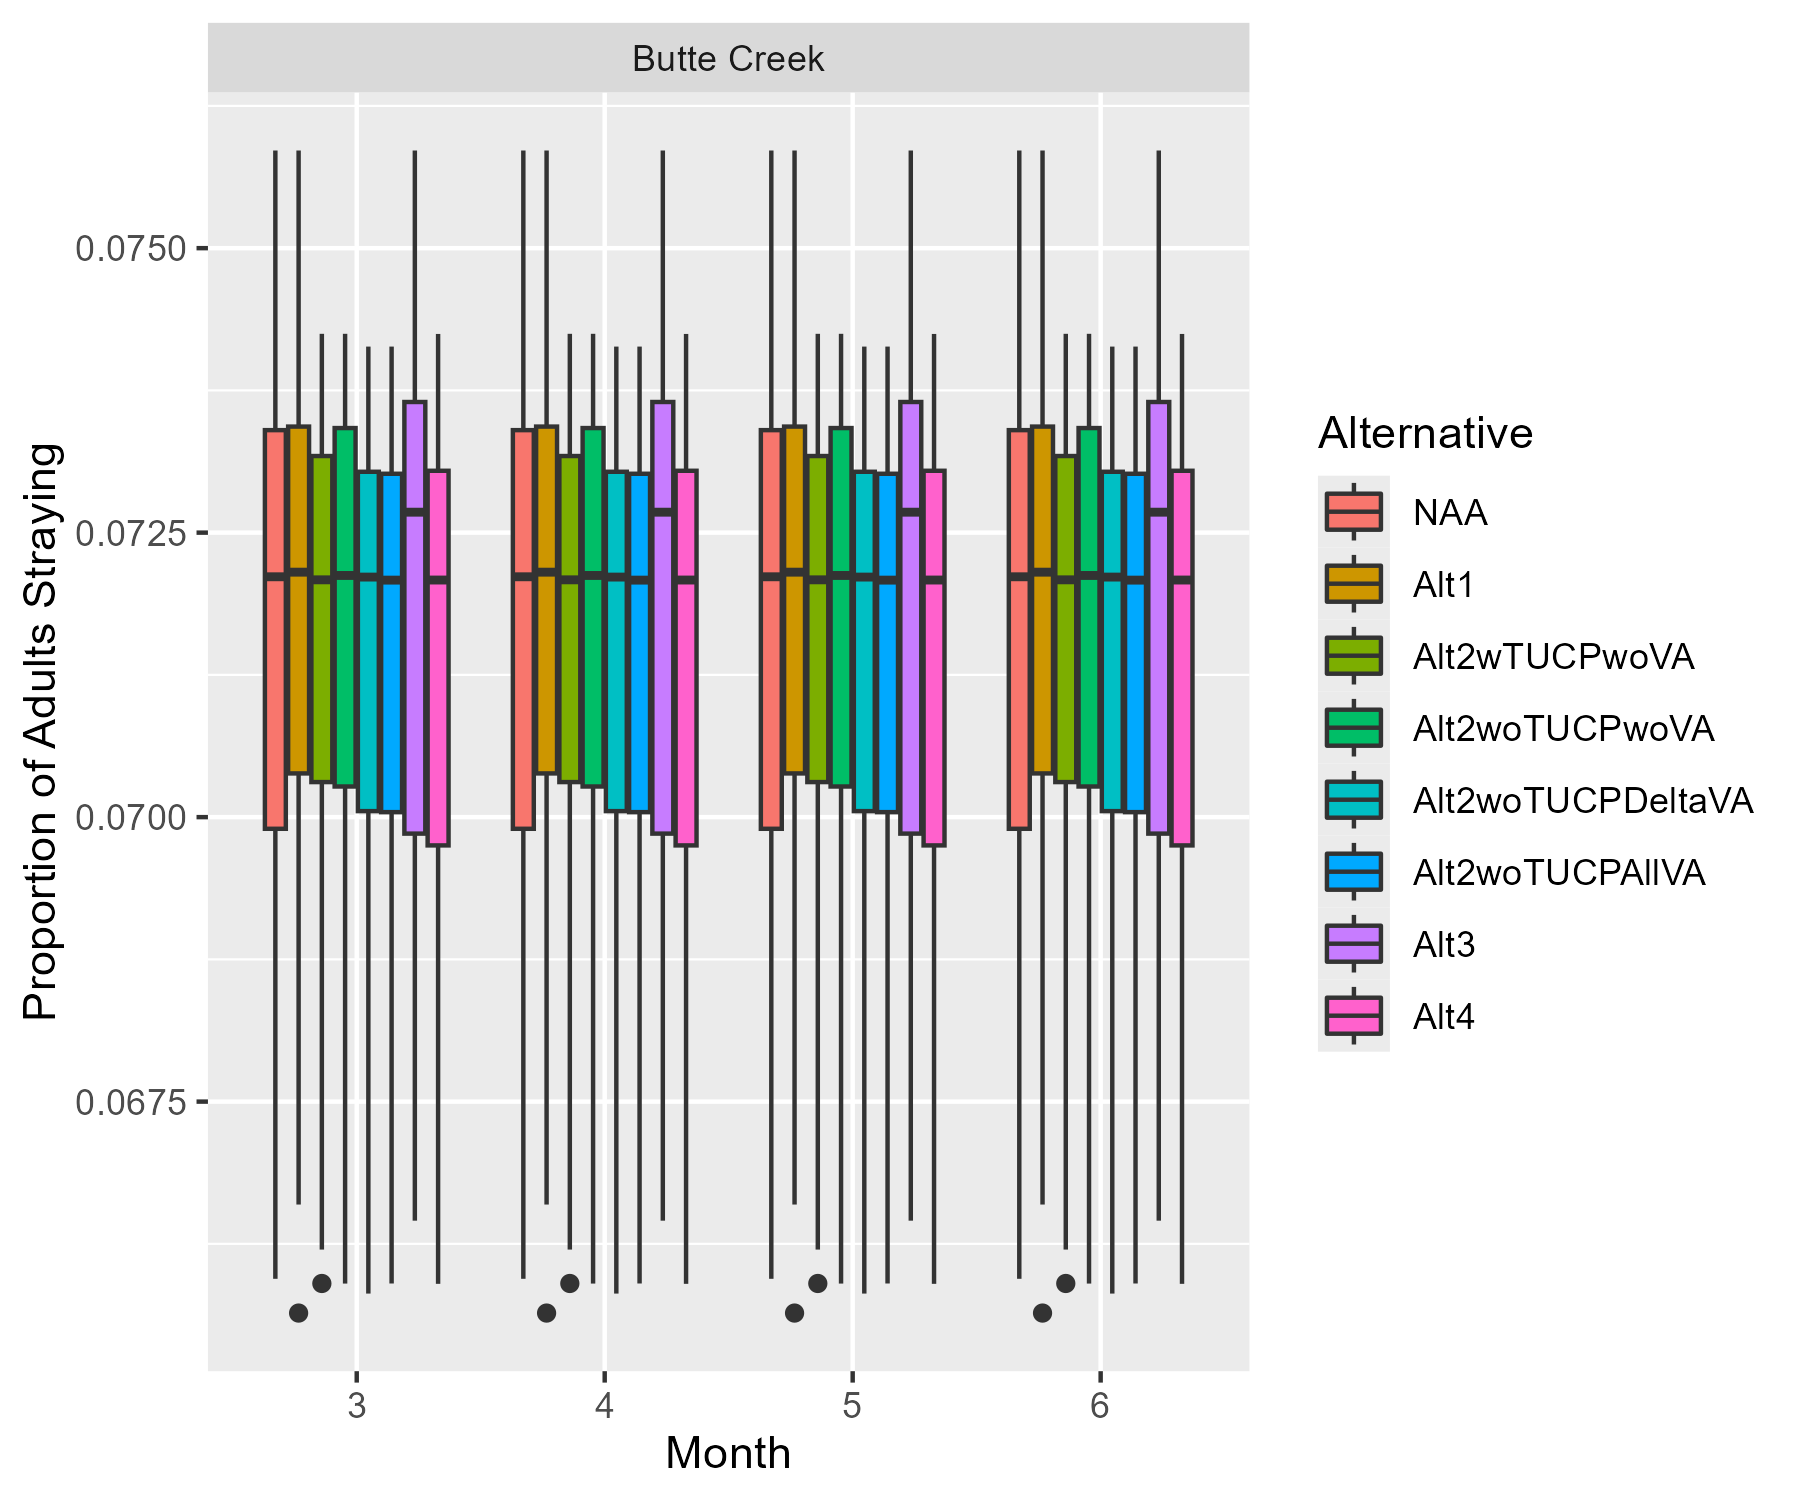 Butte Creek
0.0750
0.0725
0.0700
0.0675
Proportion of Adults Straying
3 4 5 6
Month
Alternative
NAA
Alt1
Alt2wTUCPwoVA
Alt2woTUCPwoVA
Alt2woTUCPDeltaVA
Alt2woTUCPAllVA
Alt3
Alt4